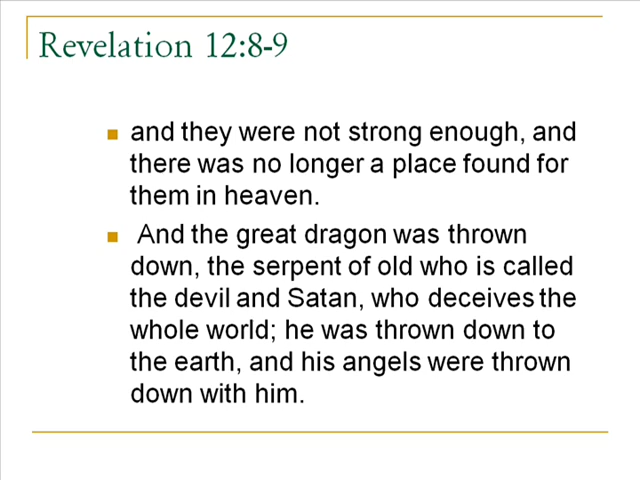 Revelation 12:8-9
and they were not strong enough, and
there was no longer a place found for
them in heaven.
And the great dragon was thrown
down, the serpent of old who is called
the devil and Satan, who deceives the
whole world; he was thrown down to
the earth, and his angels were thrown
down with him.